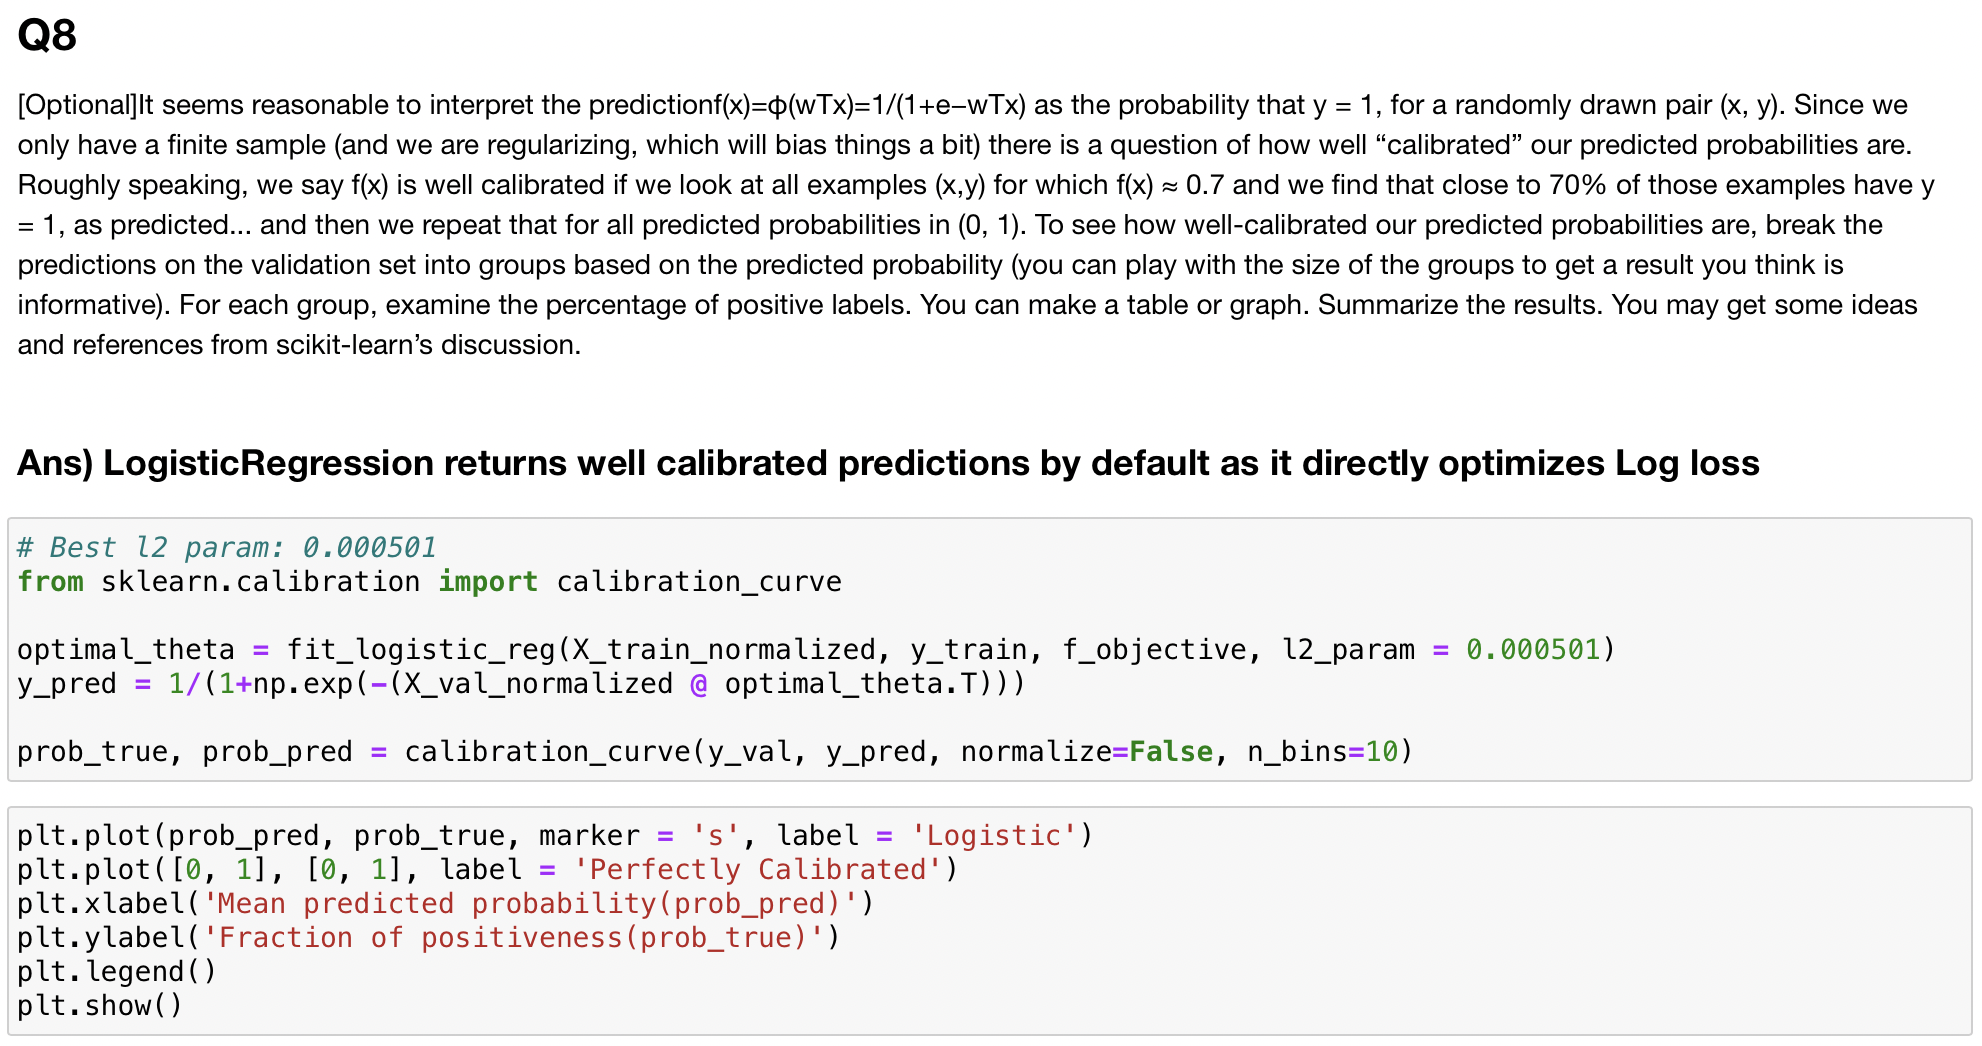 Q8
[Optional]It seems reasonable to interpret the predictionf(x)=ϕ(wTx)=1/(1+e−wTx) as the probability that y = 1, for a randomly drawn pair (x, y). Since we
only have a finite sample (and we are regularizing, which will bias things a bit) there is a question of how well “calibrated” our predicted probabilities are.
Roughly speaking, we say f(x) is well calibrated if we look at all examples (x,y) for which f(x) ≈ 0.7 and we find that close to 70% of those examples have y
= 1, as predicted... and then we repeat that for all predicted probabilities in (0, 1). To see how well-calibrated our predicted probabilities are, break the
predictions on the validation set into groups based on the predicted probability (you can play with the size of the groups to get a result you think is
informative). For each group, examine the percentage of positive labels. You can make a table or graph. Summarize the results. You may get some ideas
and references from scikit-learn’s discussion.
Ans) LogisticRegression returns well calibrated predictions by default as it directly optimizes Log loss
# Best l2 param: 0.000501
from sklearn.calibration import calibration_curve
optimal_theta = fit_logistic_reg(X_train_normalized, y_train, f_objective, l2_param = 0.000501)
y_pred = 1/(1+np.exp(-(X_val_normalized @ optimal_theta.T)))
prob_true, prob_pred = calibration_curve(y_val, y_pred, normalize=False, n_bins=10)
plt.plot(prob_pred, prob_true, marker = 's', label = 'Logistic')
plt.plot([0, 1], [0, 1], label = 'Perfectly Calibrated')
plt.xlabel('Mean predicted probability(prob_pred)')
plt.ylabel('Fraction of positiveness(prob_true)')
plt.legend()
plt.show()